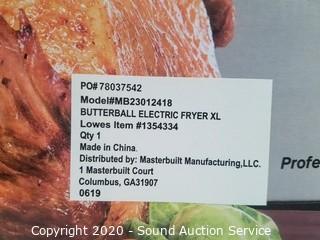 PO#78037542
Model#MB23012418
BUTTERBALL ELECTRIC FRYER XL
Lowes Item #1354334
Qty 1
Made in China.
Distributed by: Masterbuilt Manufacturing,LLC.
1 Masterbuilt Court
Columbus, GA31907
0619
Profe
Copyright 2020 - Sound Auction Service